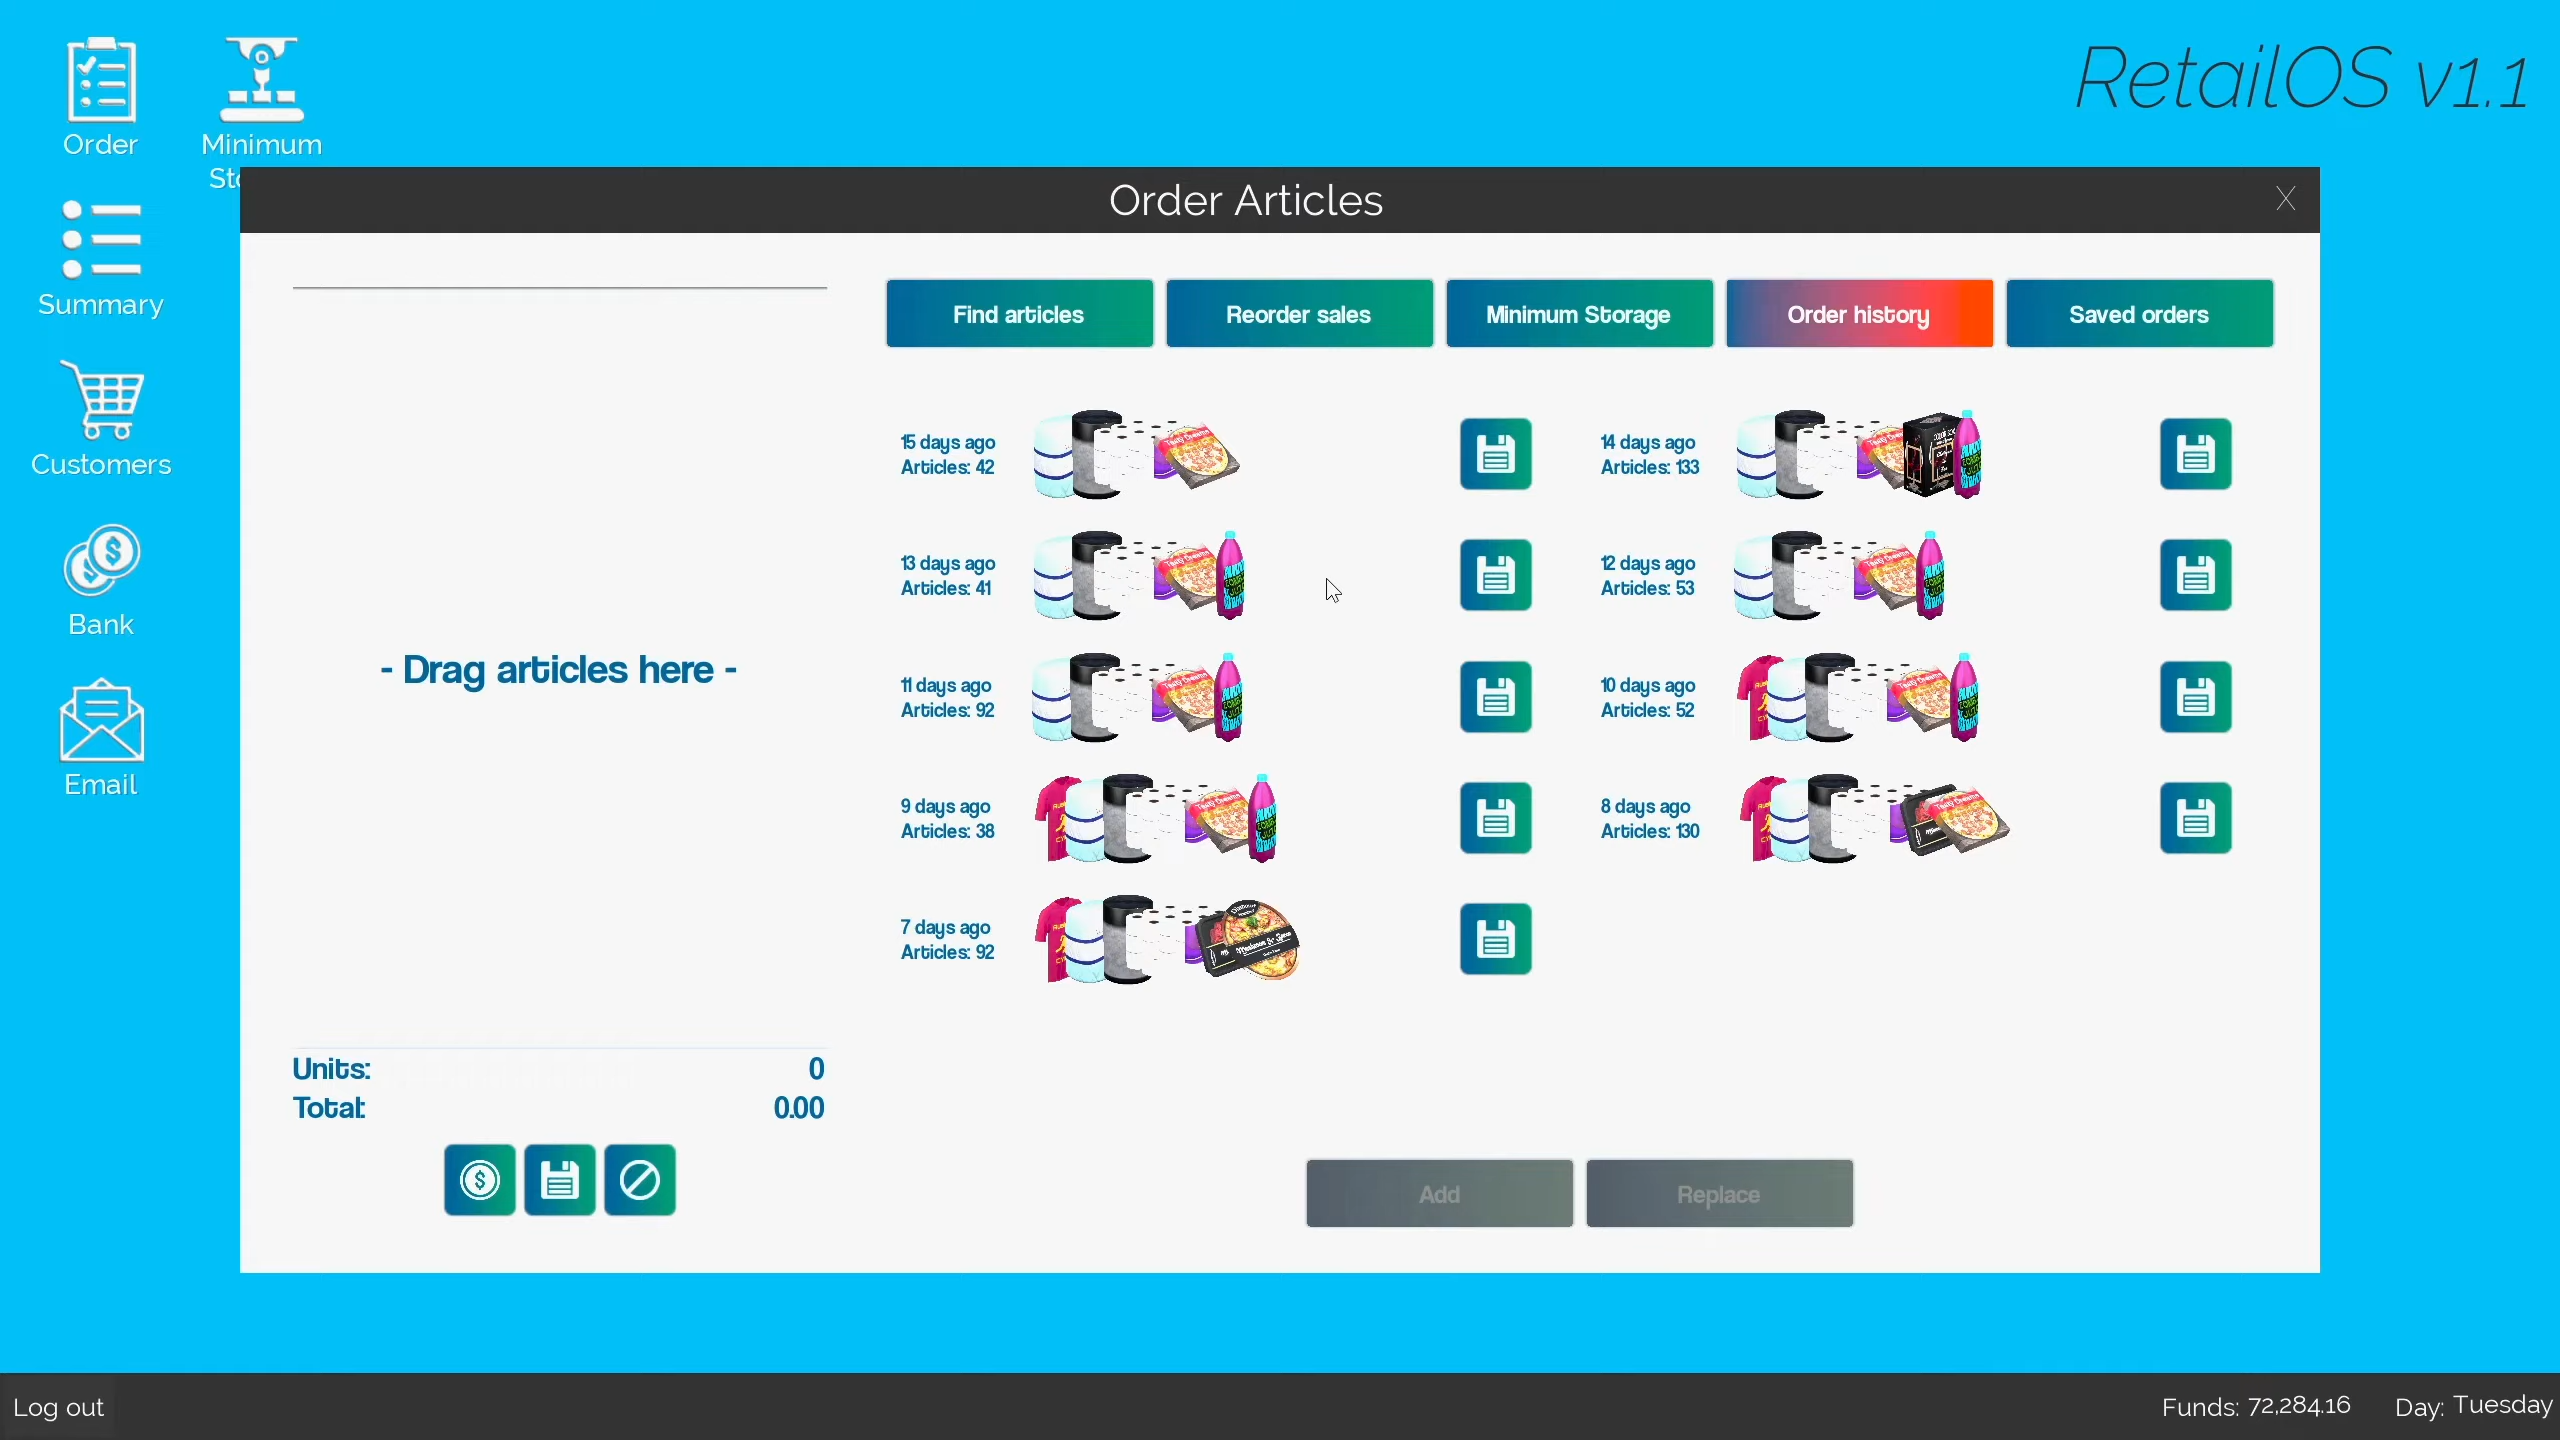 RetailOS v1.1
Order
Minimum
Sto
Summary
Customers
Bank
Email
Order Articles
X
Find articles
Reorder sales
Minimum Storage
Order history
Saved orders
15 days ago
Articles: 42
14 days ago
Articles: 133
13 days ago
Articles: 41
12 days ago
Articles: 53
11 days ago
Articles: 92
10 days ago
Articles: 52
9 days ago
Articles: 38
8 days ago
Articles: 130
7 days ago
Articles: 92
- Drag articles here -
Units: 0
Total: 0.00
Add
Replace
Log out
Funds: 72,284.16
Day: Tuesday